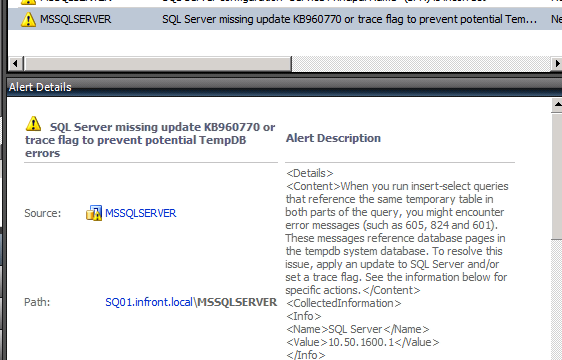 MSSQLSERVER SQL Server missing update KB960770 or trace flag to prevent potential Tem... Ne
Alert Details
SQL Server missing update KB960770 or
trace flag to prevent potential TempDB
errors
Alert Description
Source: MSSQLSERVER
Path: SQ01.infront.local\MSSQLSERVER
<Details>
<Content>When you run insert-select queries
that reference the same temporary table in
both parts of the query, you might encounter
error messages (such as 605, 824 and 601).
These messages reference database pages in
the tempdb system database. To resolve this
issue, apply an update to SQL Server and/or
set a trace flag. See the information below for
specific actions.</Content>
<CollectedInformation>
<Info>
<Name>SQL Server</Name>
<Value>10.50.1600.1</Value>
</Info>